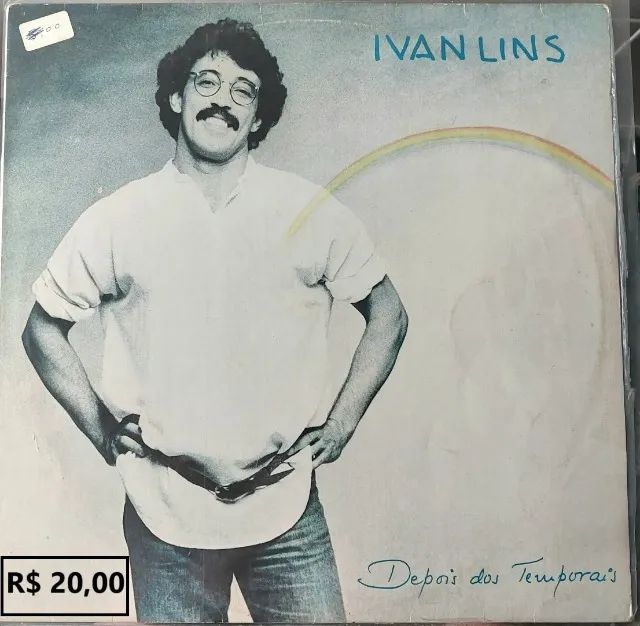 IVAN LINS
Depois dos Temporais
R$ 20,00